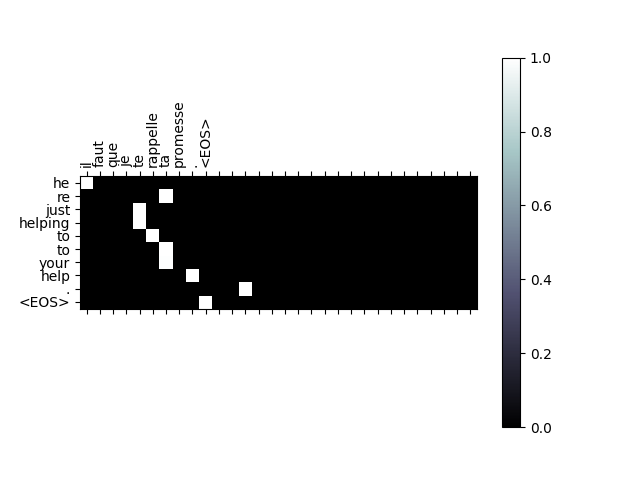 il
faut
que
je
te
rappelle
ta
promesse
.
<EOS>
he
re
just
helping
to
to
your
help
.
<EOS>
1.0
0.8
0.6
0.4
0.2
0.0